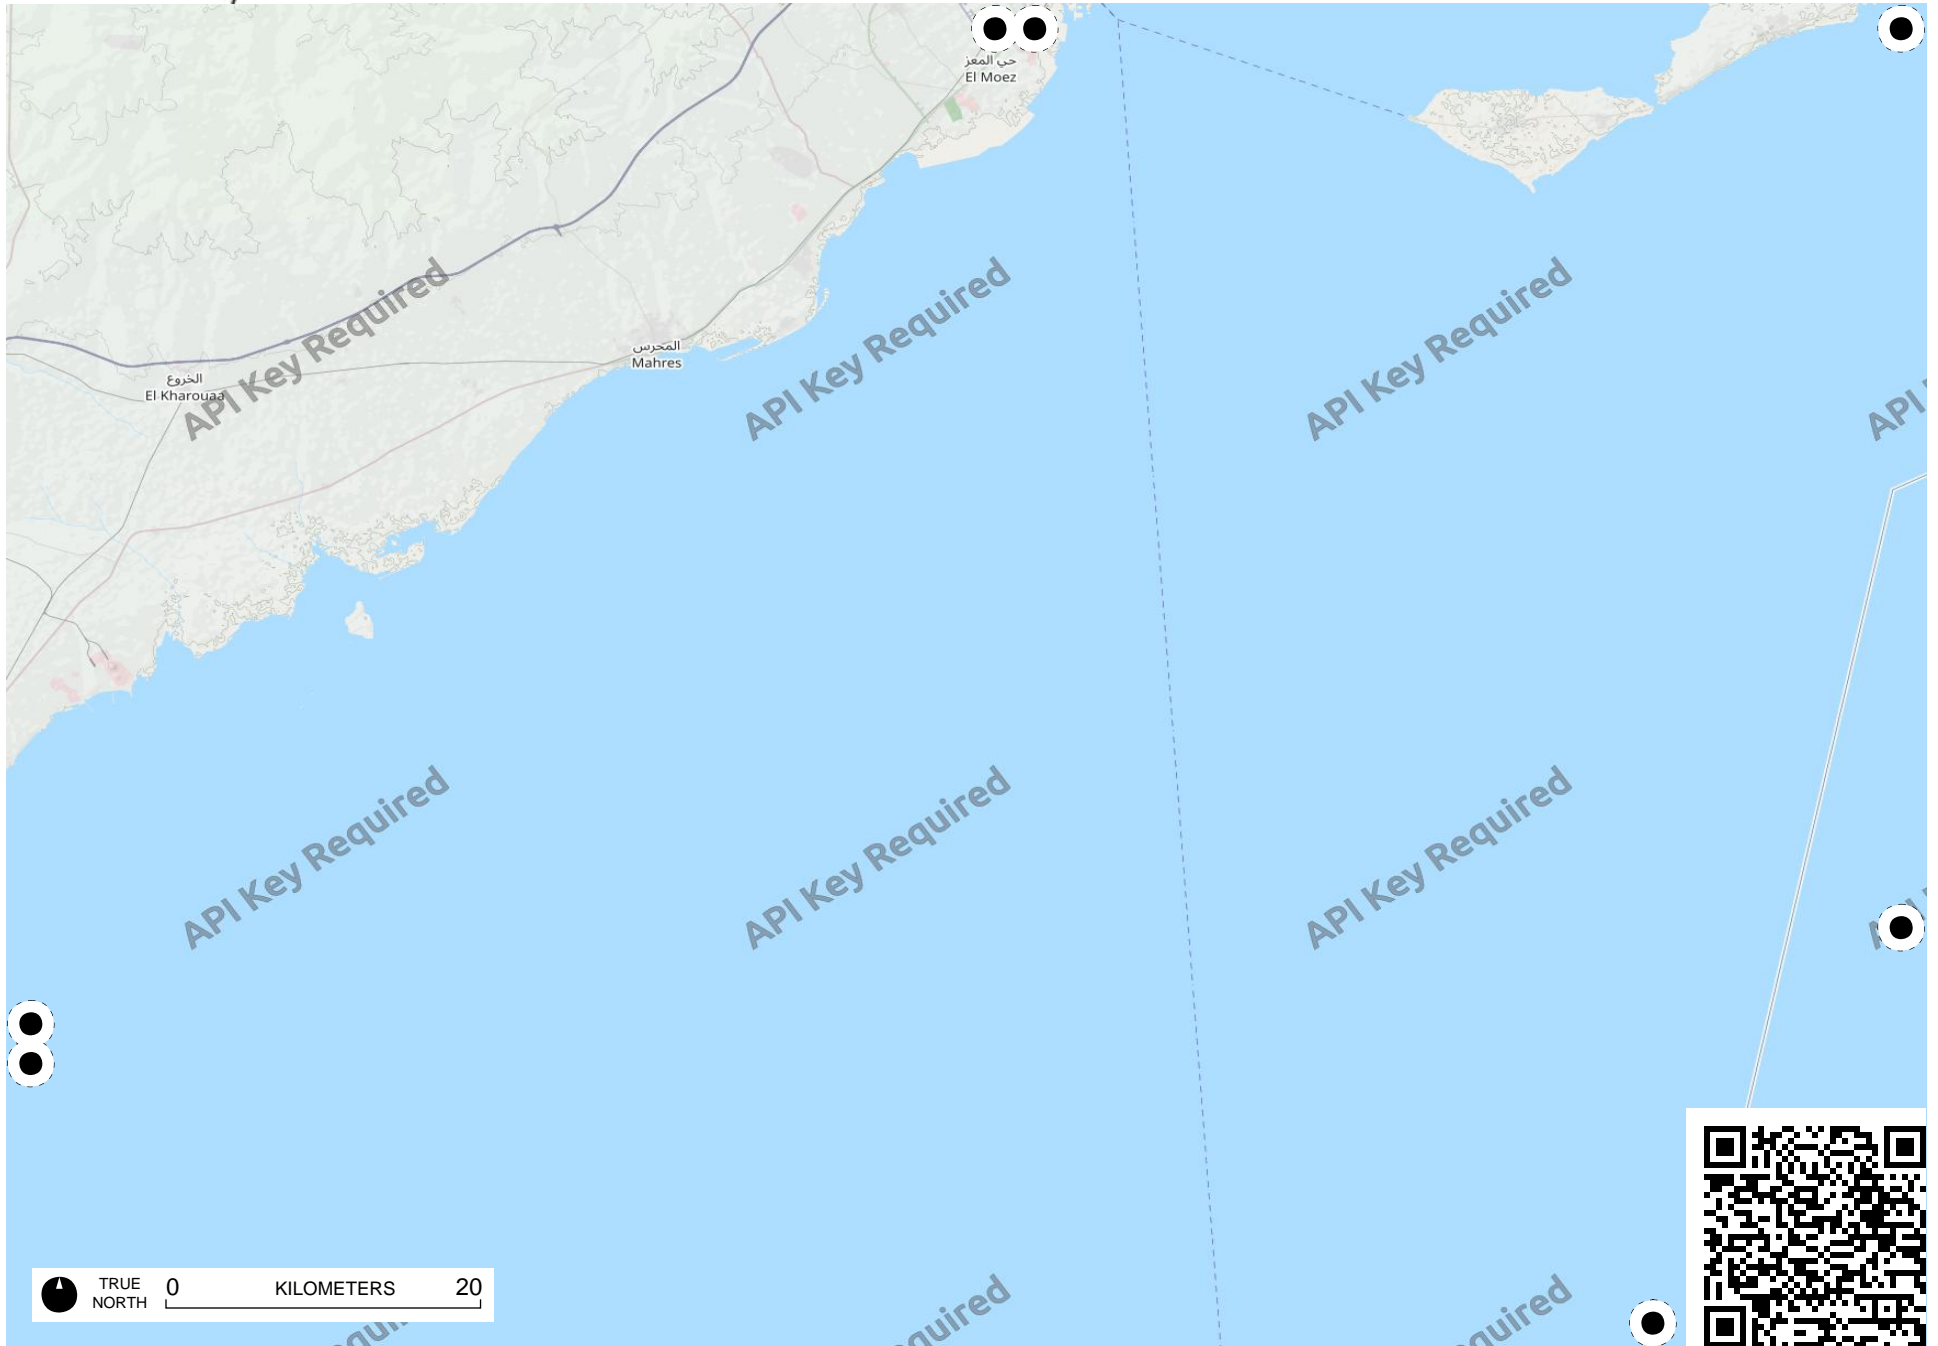 حي المعز
El Moez
API Key Required
API Key Required
API Key Required
المحرس
Mahres
الخروع
El Kharouaa
API
API Key Required
API Key Required
API Key Required
TRUE
NORTH
0
KILOMETERS
20